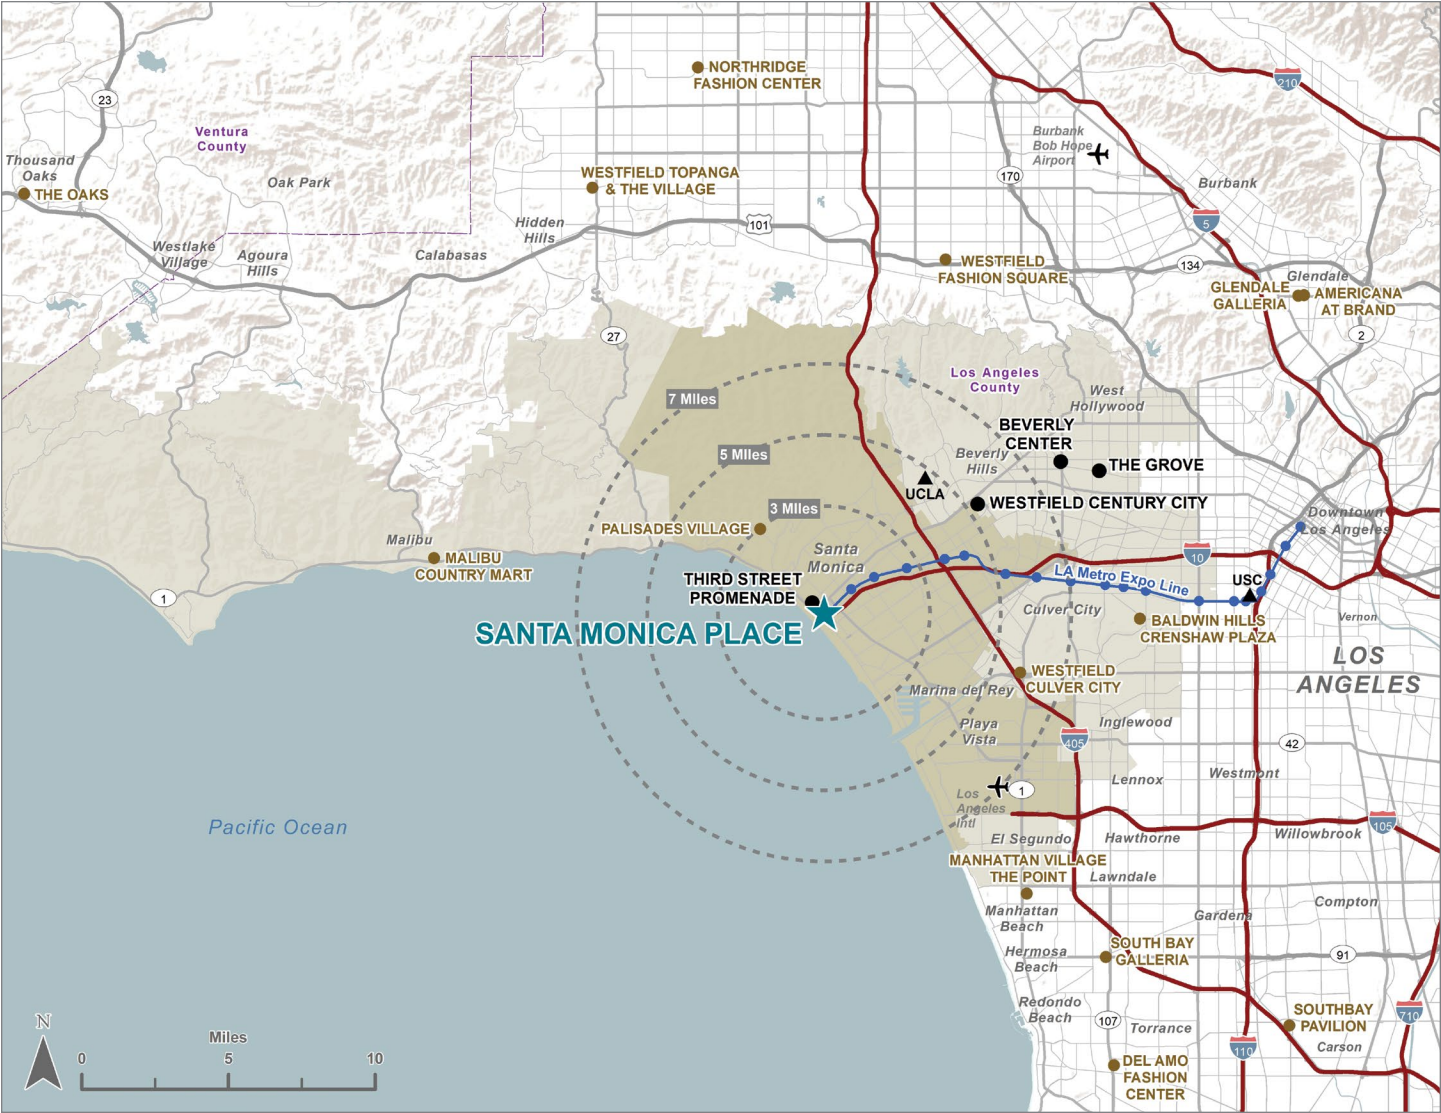 NORTHRIDGE
FASHION CENTER
210
23
Ventura
County
Burbank
Bob Hope
Airport
Thousand
Oaks
THE OAKS
Oak Park
WESTFIELD TOPANGA
& THE VILLAGE
170
Burbank
5
Hidden
Hills
101
Westlake
Village
Agoura
Hills
Calabasas
WESTFIELD
FASHION SQUARE
134
Glendale
GLENDALE
GALLERIA
AMERICANA
AT BRAND
27
2
Los Angeles
County
7 MIles
West
Hollywood
BEVERLY
CENTER
5 MIles
Beverly
Hills
THE GROVE
UCLA
WESTFIELD CENTURY CITY
3 MIles
Downtown
Los Angeles
PALISADES VILLAGE
Malibu
MALIBU
COUNTRY MART
Santa
Monica
10
LA Metro Expo Line
USC
THIRD STREET
PROMENADE
1
Culver City
SANTA MONICA PLACE
BALDWIN HILLS
CRENSHAW PLAZA
Vernon
LOS
ANGELES
WESTFIELD
CULVER CITY
Marina del Rey
Playa
Vista
Inglewood
405
42
Lennox
Westmont
Los
Angeles
Intl
1
Pacific Ocean
El Segundo
Hawthorne
Willowbrook
105
MANHATTAN VILLAGE
THE POINT
Lawndale
Manhattan
Beach
Gardena
Compton
Hermosa
Beach
SOUTH BAY
GALLERIA
91
Redondo
Beach
107
Torrance
SOUTHBAY
PAVILION
710
Carson
110
DEL AMO
FASHION
CENTER
N
Miles
0 5 10